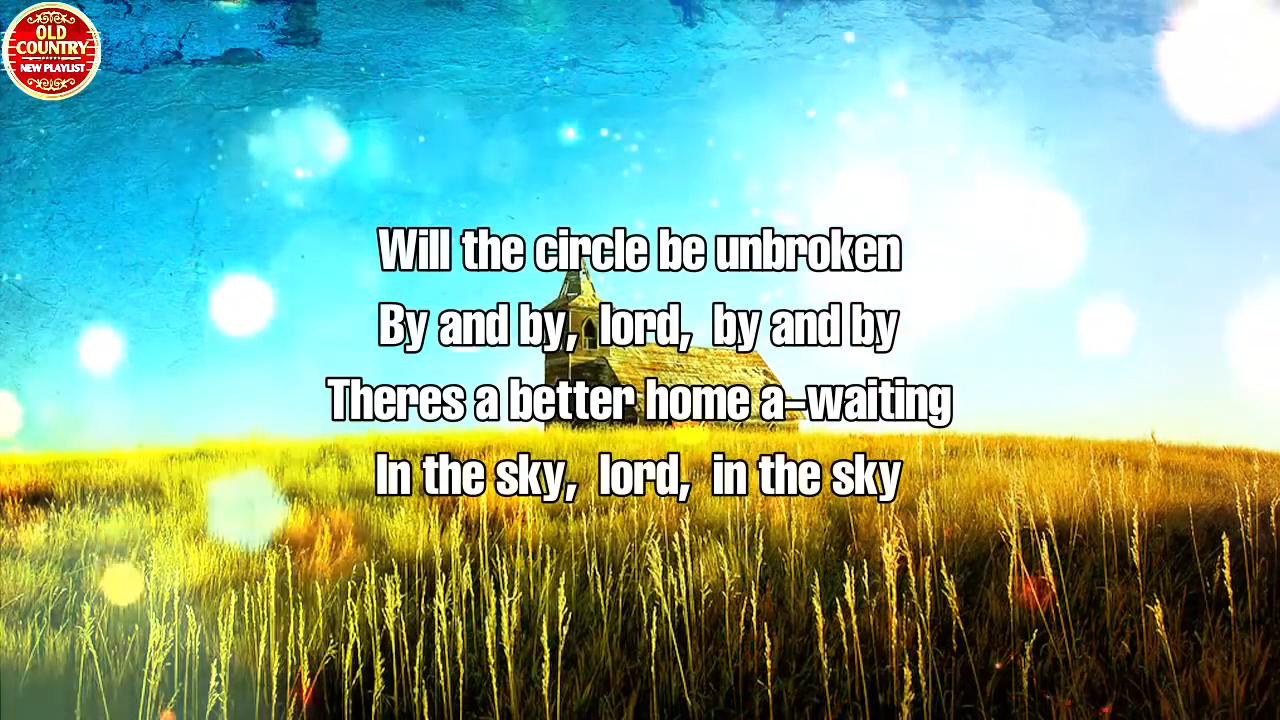 OLD
COUNTRY
NEW PLAYLIST
Will the circle be unbroken
By and by, lord, by and by
Theres a better home a-waiting
In the sky, lord, in the sky